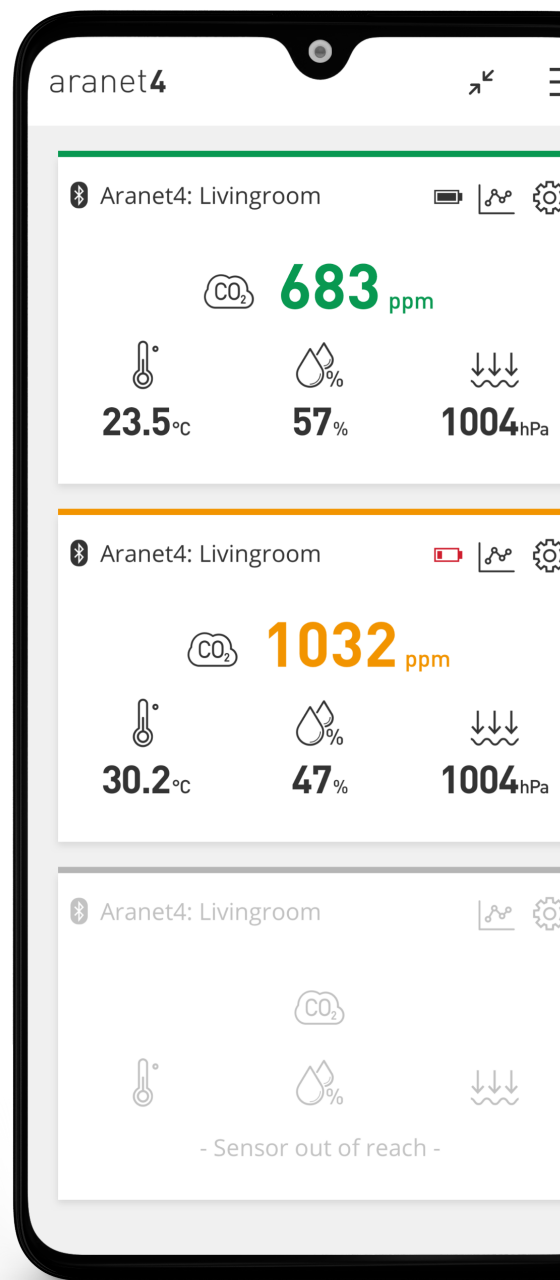 aranet4
Aranet4: Livingroom
CO2 683 ppm
%
23.5°C 57% 1004hPa
Aranet4: Livingroom
CO2 1032 ppm
%
30.2°C 47% 1004hPa
Aranet4: Livingroom
CO2
%
- Sensor out of reach -